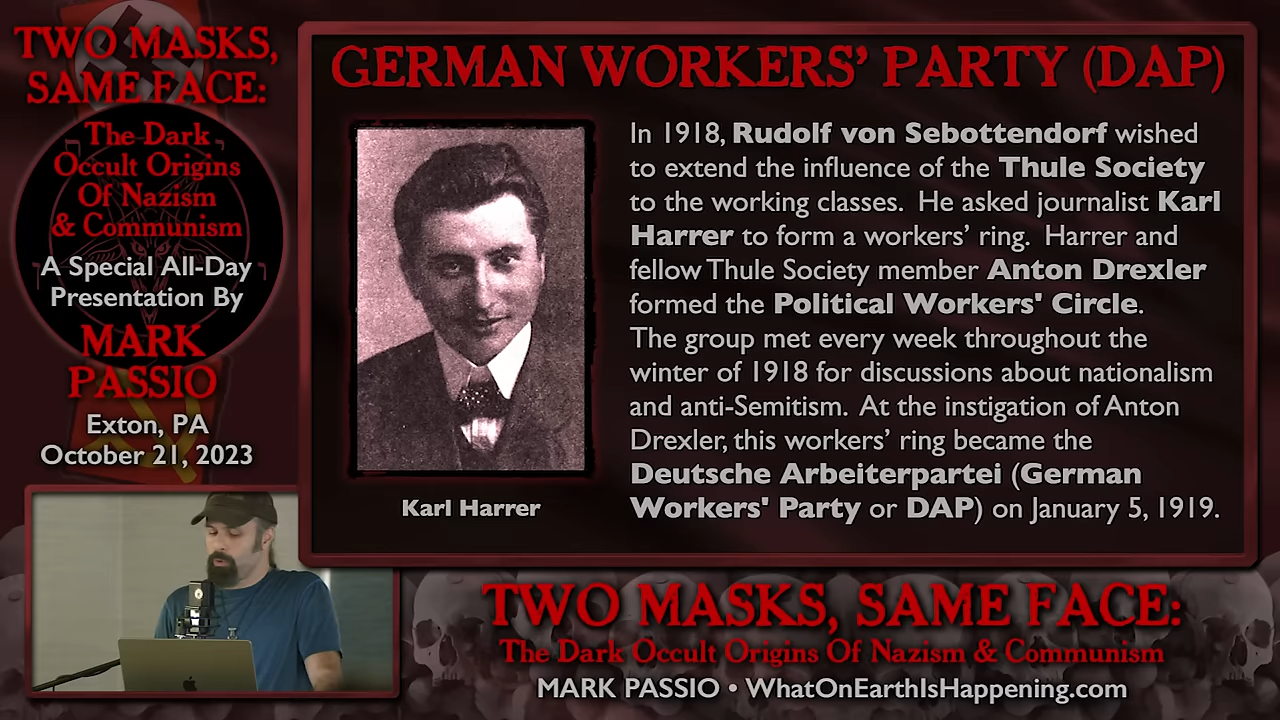 TWO MASKS,
SAME FACE:
The Dark
Occult Origins
Of Nazism
& Communism
A Special All-Day
Presentation By
MARK
PASSIO
Exton, PA
October 21, 2023
GERMAN WORKERS’ PARTY (DAP)
In 1918, Rudolf von Sebottendorf wished
to extend the influence of the Thule Society
to the working classes.  He asked journalist Karl
Harrer to form a workers’ ring.  Harrer and
fellow Thule Society member Anton Drexler
formed the Political Workers' Circle.
The group met every week throughout the
winter of 1918 for discussions about nationalism
and anti-Semitism.  At the instigation of Anton
Drexler, this workers’ ring became the
Deutsche Arbeiterpartei (German
Workers' Party or DAP) on January 5, 1919.
Karl Harrer
TWO MASKS, SAME FACE:
The Dark Occult Origins Of Nazism & Communism
MARK PASSIO • WhatOnEarthIsHappening.com